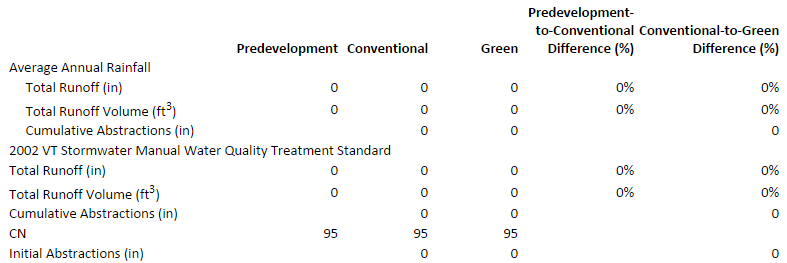 Predevelopment-
to-Conventional Conventional-to-Green
Predevelopment Conventional Green Difference (%) Difference (%)
Average Annual Rainfall
Total Runoff (in) 0 0 0 0% 0%
Total Runoff Volume (ft³) 0 0 0 0% 0%
Cumulative Abstractions (in) 0 0 0
2002 VT Stormwater Manual Water Quality Treatment Standard
Total Runoff (in) 0 0 0 0% 0%
Total Runoff Volume (ft³) 0 0 0 0% 0%
Cumulative Abstractions (in) 0 0 0
CN 95 95 95
Initial Abstractions (in) 0 0 0